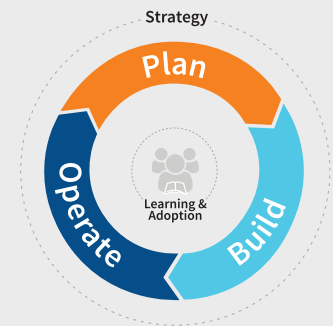 Strategy
Plan
Build
Operate
Learning &
Adoption